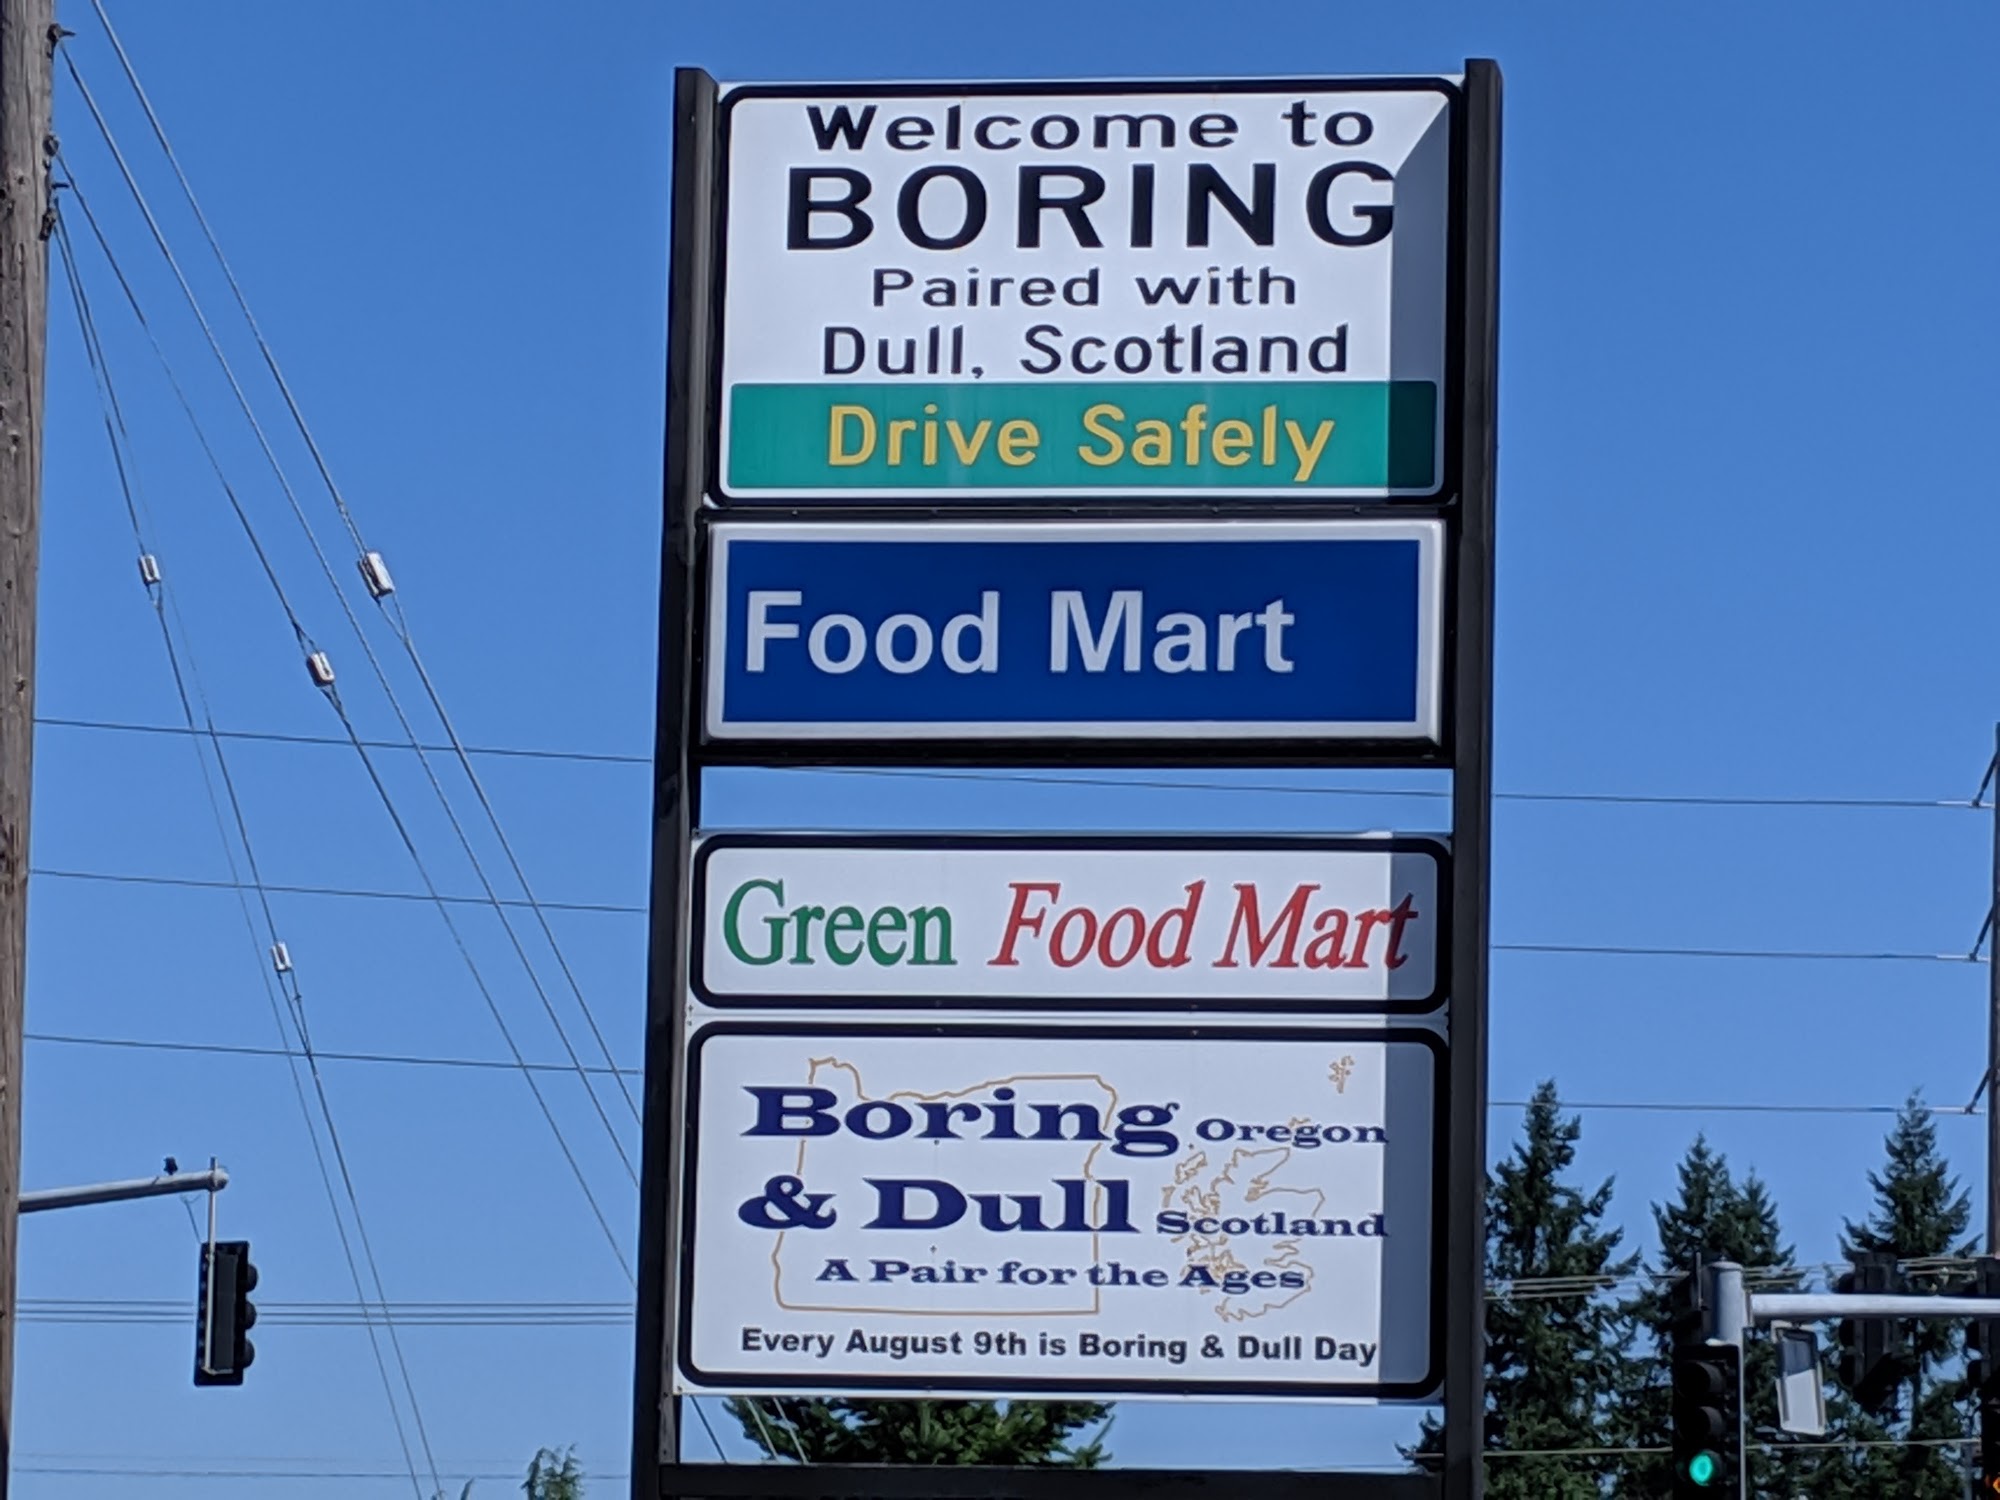 Welcome to
BORING
Paired with
Dull, Scotland
Drive Safely
Food Mart
Green Food Mart
Boring Oregon
& Dull Scotland
A Pair for the Ages
Every August 9th is Boring & Dull Day